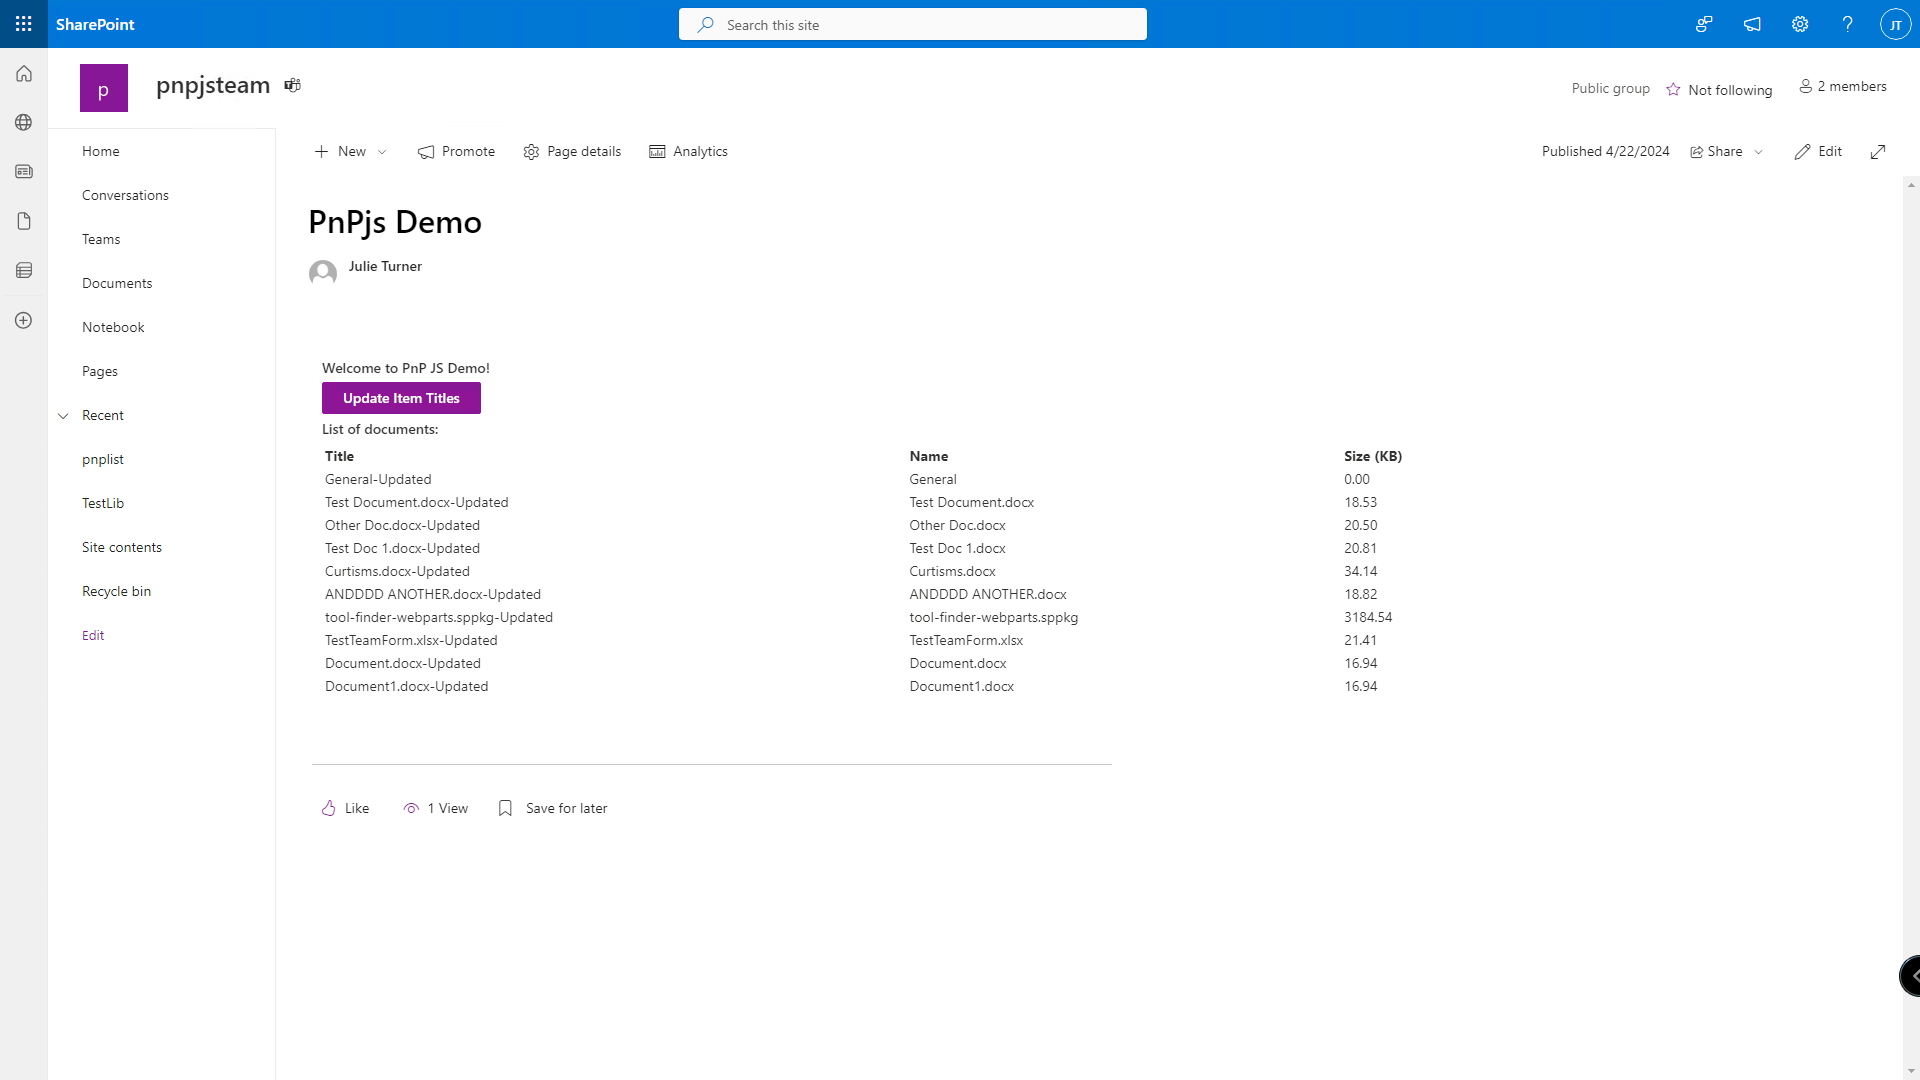 SharePoint
Search this site
JT
p
pnpjsteam
Public group
Not following
2 members
Home
Conversations
Teams
Documents
Notebook
Pages
Recent
pnplist
TestLib
Site contents
Recycle bin
Edit
New
Promote
Page details
Analytics
Published 4/22/2024
Share
Edit
PnPjs Demo
Julie Turner
Welcome to PnP JS Demo!
Update Item Titles
List of documents:
Title Name Size (KB)
General-Updated General 0.00
Test Document.docx-Updated Test Document.docx 18.53
Other Doc.docx-Updated Other Doc.docx 20.50
Test Doc 1.docx-Updated Test Doc 1.docx 20.81
Curtisms.docx-Updated Curtisms.docx 34.14
ANDDDD ANOTHER.docx-Updated ANDDDD ANOTHER.docx 18.82
tool-finder-webparts.sppkg-Updated tool-finder-webparts.sppkg 3184.54
TestTeamForm.xlsx-Updated TestTeamForm.xlsx 21.41
Document.docx-Updated Document.docx 16.94
Document1.docx-Updated Document1.docx 16.94
Like
1 View
Save for later